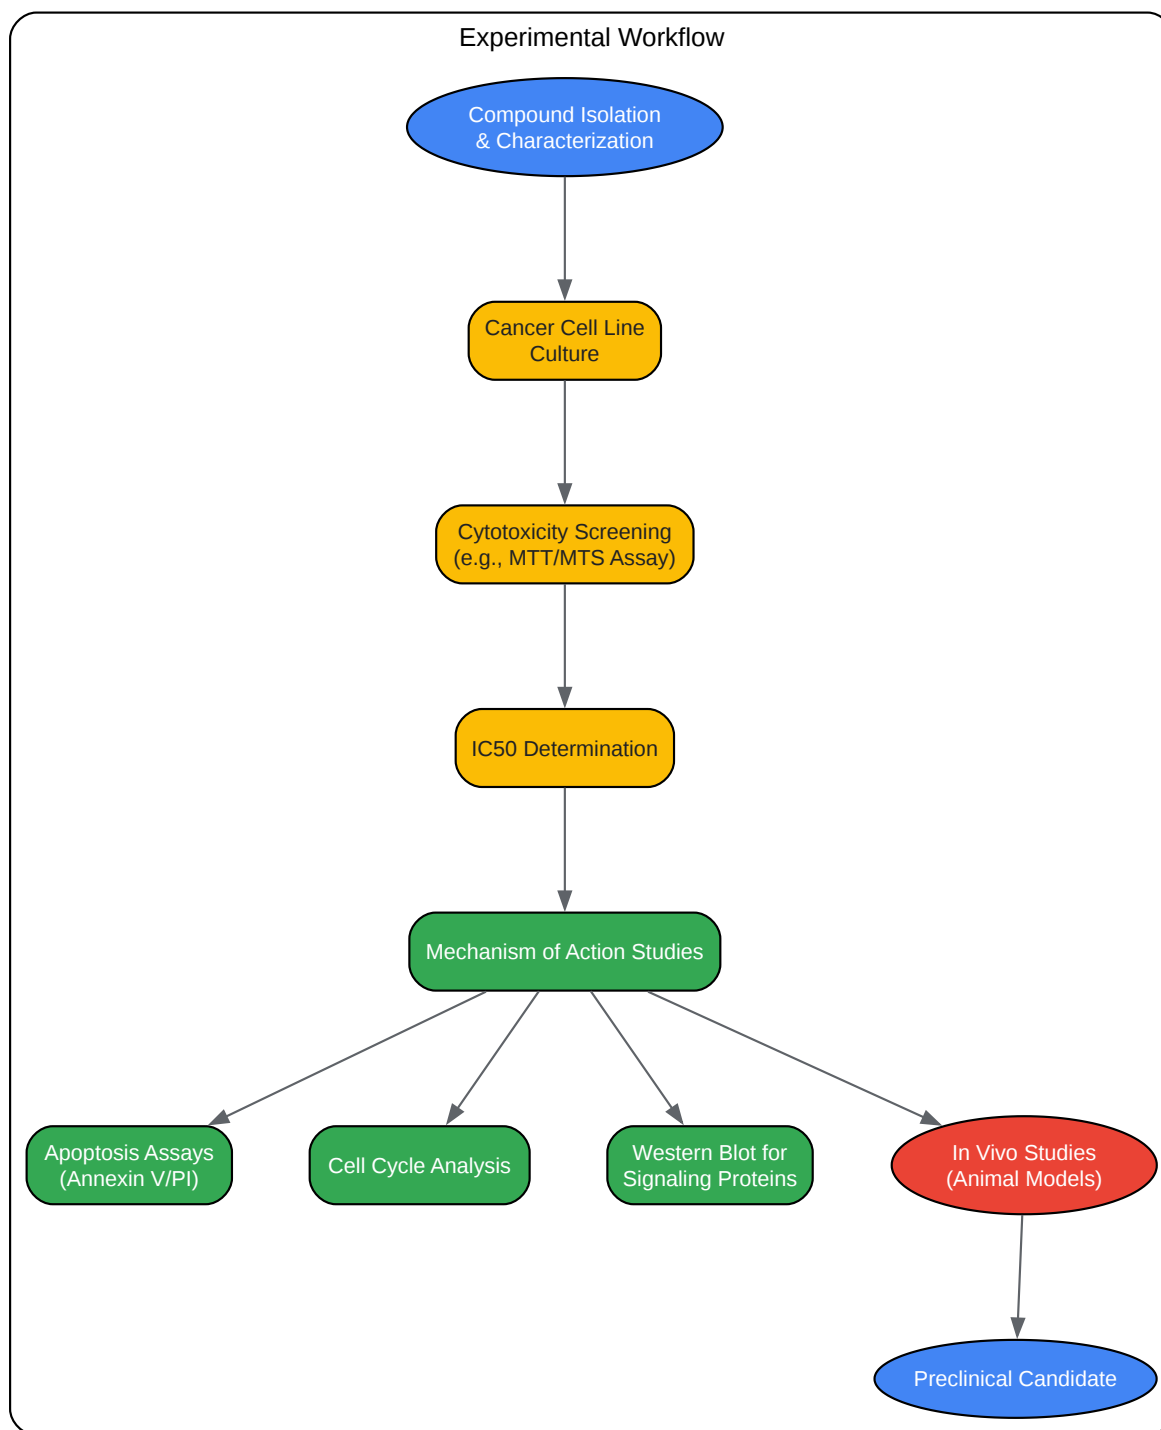 Experimental Workflow
Compound Isolation
& Characterization
Cancer Cell Line
Culture
Cytotoxicity Screening
(e.g., MTT/MTS Assay)
IC50 Determination
Mechanism of Action Studies
Apoptosis Assays
(Annexin V/PI)
Cell Cycle Analysis
Western Blot for
Signaling Proteins
In Vivo Studies
(Animal Models)
Preclinical Candidate